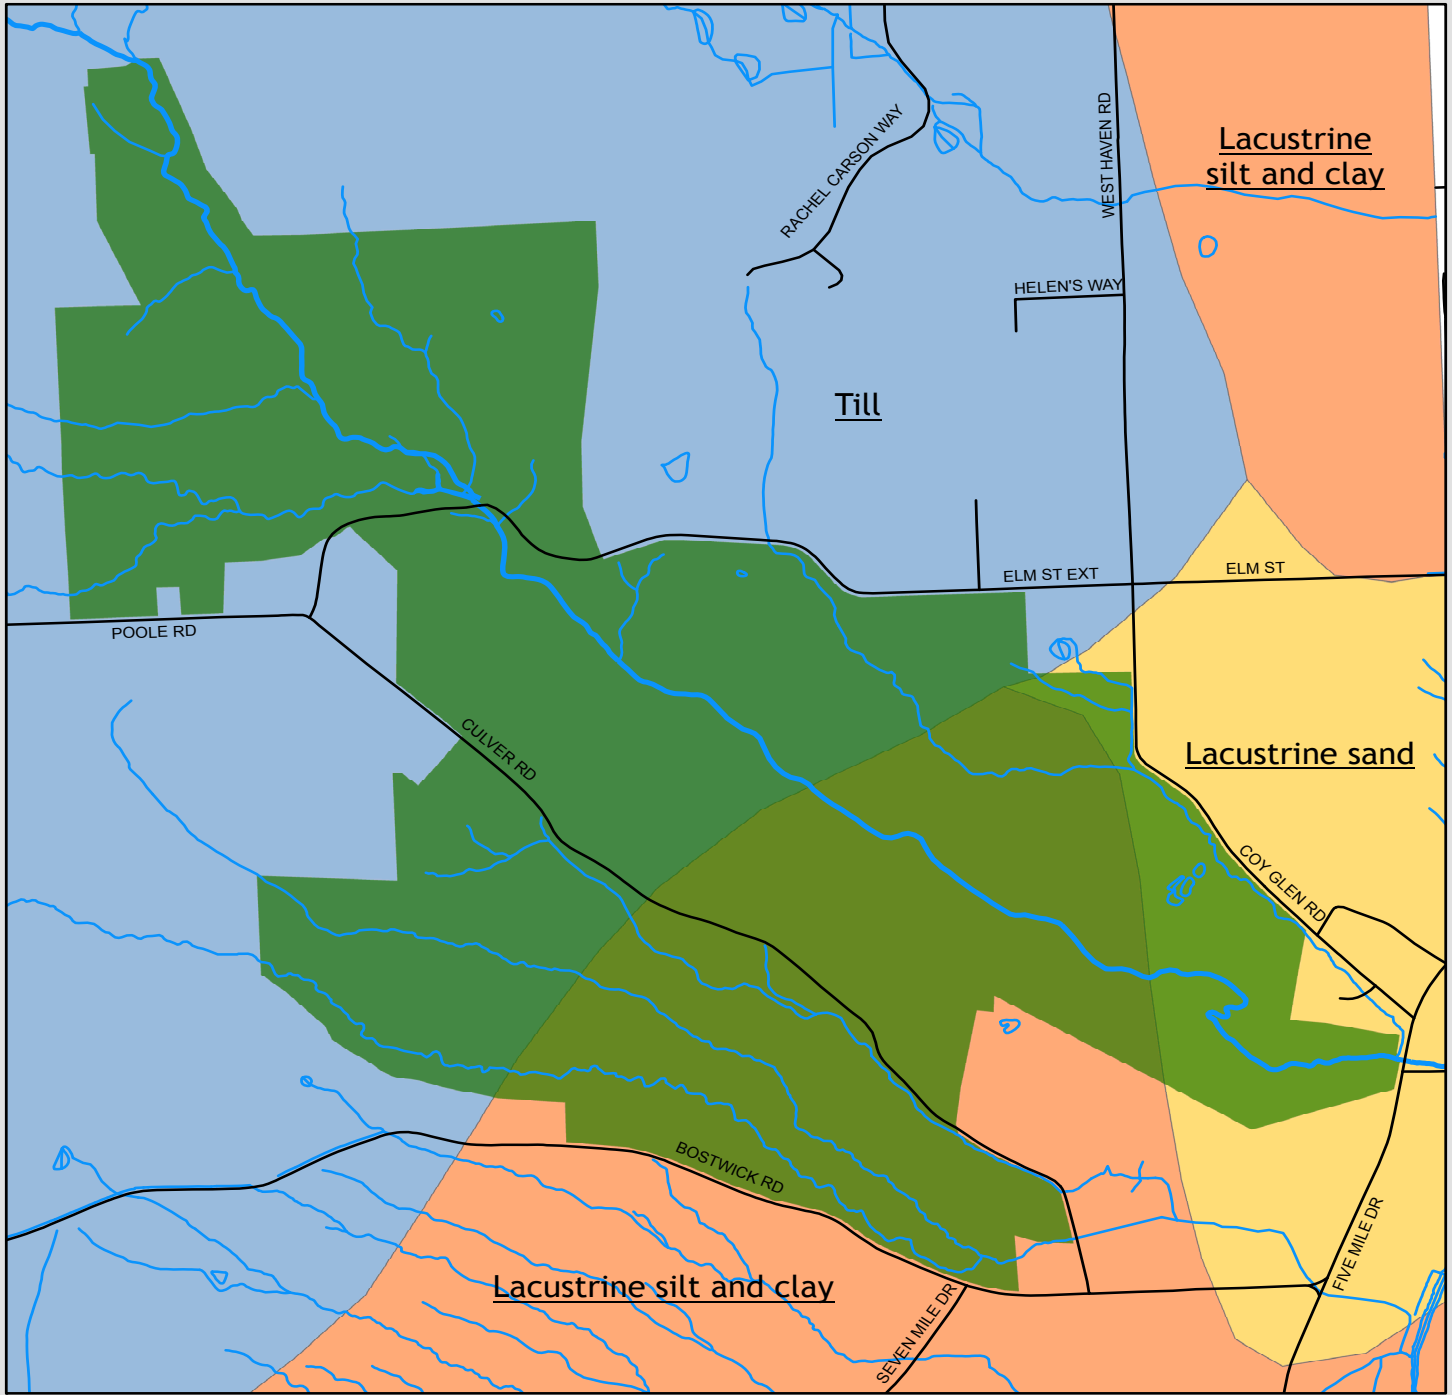 Lacustrine
silt and clay
WEST HAVEN RD
RACHEL CARSON WAY
HELEN'S WAY
Till
ELM ST EXT
ELM ST
POOLE RD
CULVER RD
Lacustrine sand
COY GLEN RD
BOSTWICK RD
FIVE MILE DR
Lacustrine silt and clay
SEVEN MILE DR